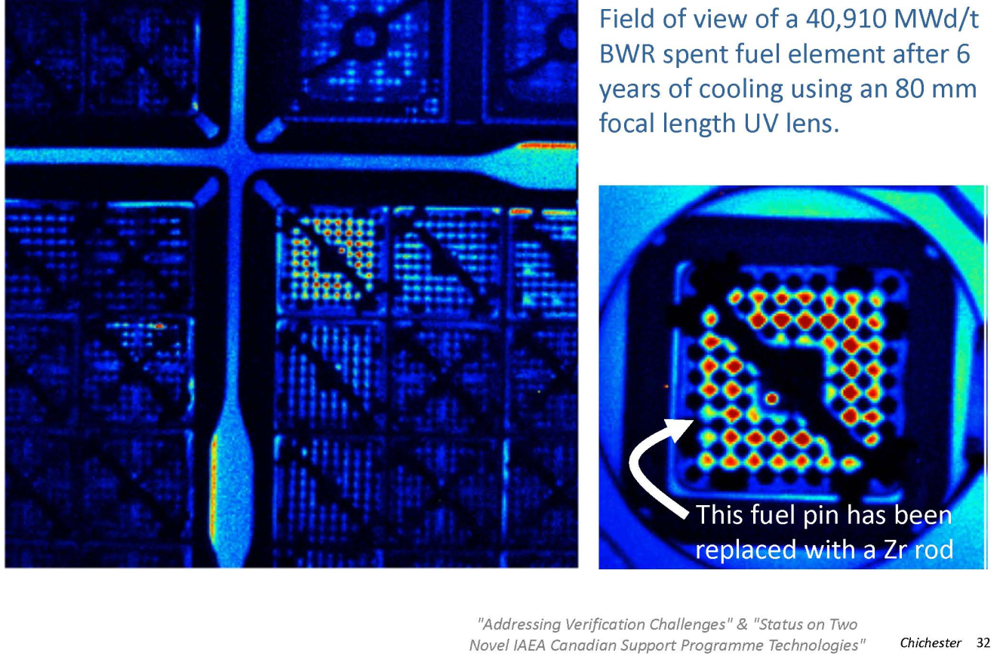 Field of view of a 40,910 MWd/t
BWR spent fuel element after 6
years of cooling using an 80 mm
focal length UV lens.
This fuel pin has been
replaced with a Zr rod
"Addressing Verification Challenges" & "Status on Two
Novel IAEA Canadian Support Programme Technologies"
Chichester 32